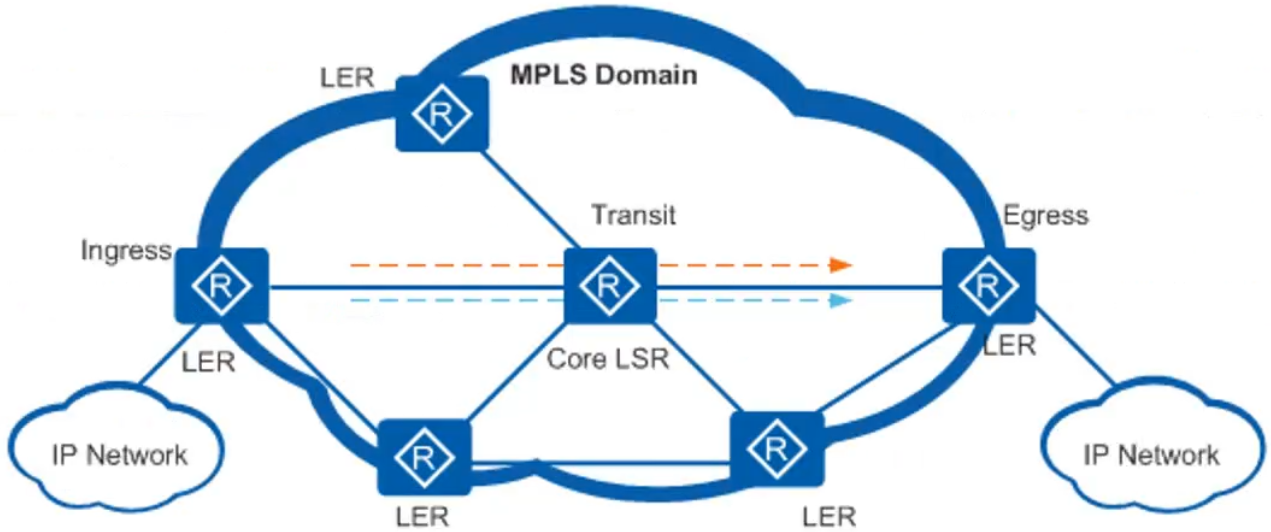 LER
MPLS Domain
R
Transit
Egress
Ingress
R
R
R
LER
Core LSR
LER
IP Network
R
R
IP Network
LER
LER